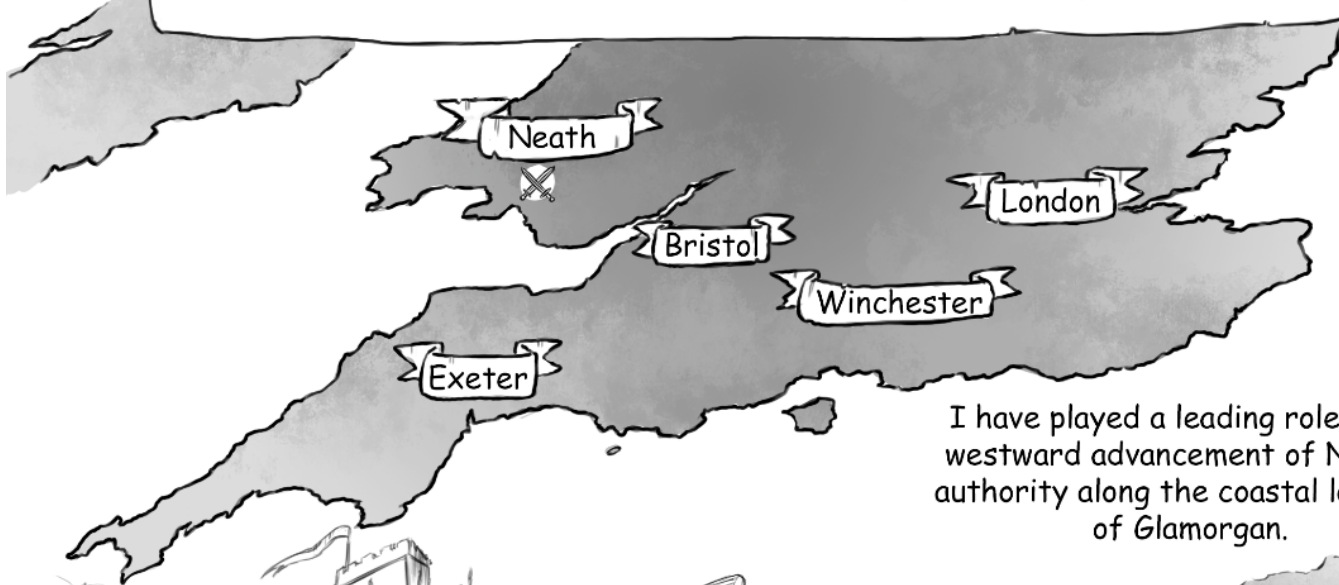 Neath
London
Bristol
Winchester
Exeter
I have played a leading role
westward advancement of
authority along the coastal
of Glamorgan.